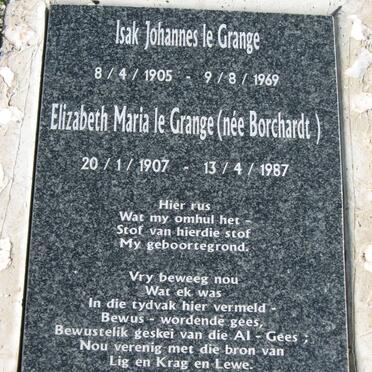 Isak Johannes le Grange
8 / 4 / 1905 - 9 / 8 / 1969
Elizabeth Maria le Grange (née Borchardt )
20 / 1 / 1907 - 13 / 4 / 1987
Hier rus
Wat my omhul het -
Stof van hierdie stof
My geboortegrond.
Vry beweeg nou
Wat ek was
In die tydvak hier vermeld -
Bewus - wordende gees,
Bewustelik geskei van die Al - Gees ;
Nou verenig met die bron van
Lig en Krag en Lewe.